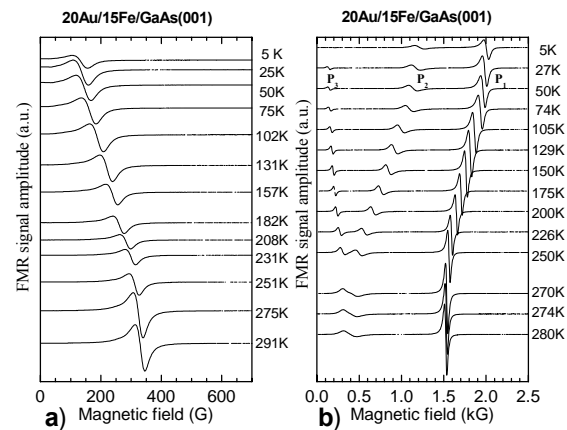 20Au/15Fe/GaAs(001)
FMR signal amplitude (a.u.)
5 K
25K
50K
75K
102K
131K
157K
182K
208K
231K
251K
275K
291K
0 200 400 600
a) Magnetic field (G)
20Au/15Fe/GaAs(001)
FMR signal amplitude (a.u.)
P3 P2 P1
5K
27K
50K
74K
105K
129K
150K
175K
200K
226K
250K
270K
274K
280K
0.0 0.5 1.0 1.5 2.0 2.5
b) Magnetic field (kG)